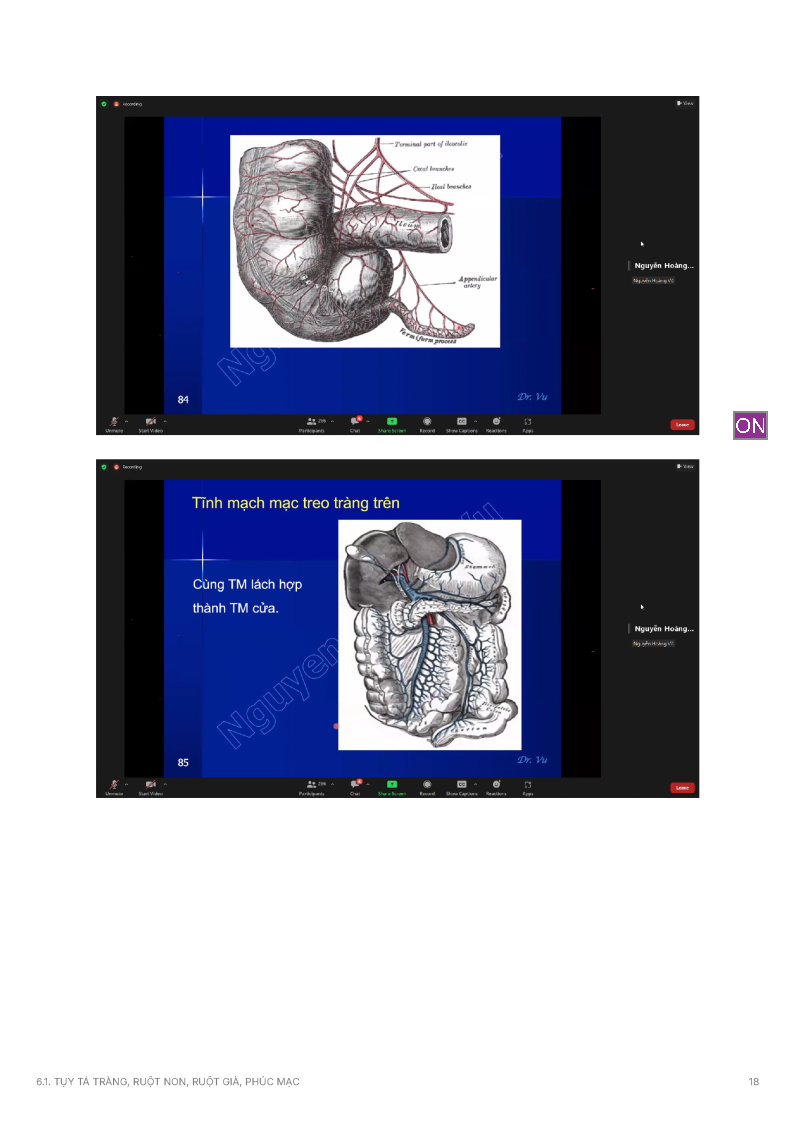 Recording
View
Terminal part of ileocolic
Cecal branches
Ileal branches
Ileum
Appendicular
artery
Vermiform process
Nguyễn Hoàng...
Nguyễn Hoàng Vũ
84
Dr. Vu
Unmute
Start Video
Participants
Chat
Share Screen
Record
Show Captions
Reactions
Apps
Leave
ON
Recording
View
Tĩnh mạch mạc treo tràng trên
Cùng TM lách hợp
thành TM cửa.
Nguyễn Hoàng...
Nguyễn Hoàng Vũ
Nguyen
85
Dr. Vu
Unmute
Start Video
Participants
Chat
Share Screen
Record
Show Captions
Reactions
Apps
Leave
6.1. TỤY TÁ TRÀNG, RUỘT NON, RUỘT GIÀ, PHÚC MẠC
18